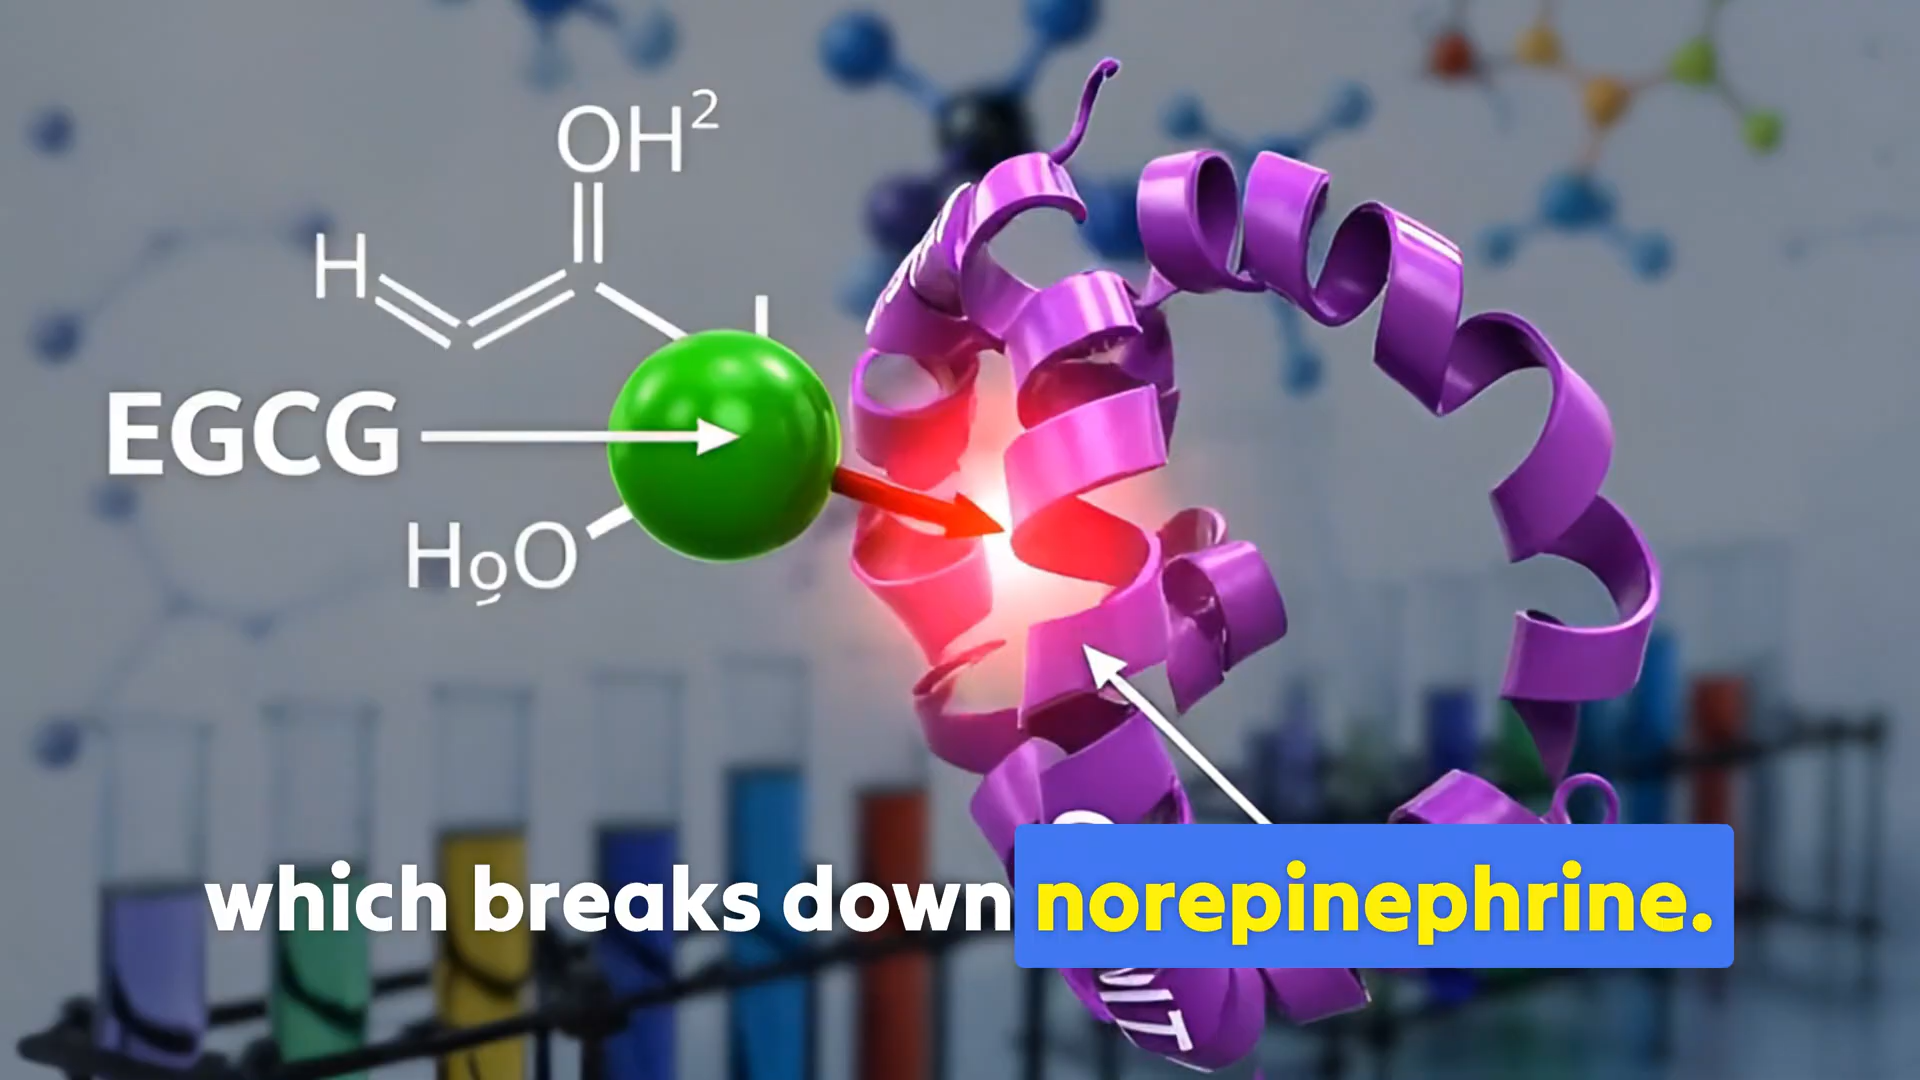 OH²
H
EGCG
H₉O
which breaks down norepinephrine.